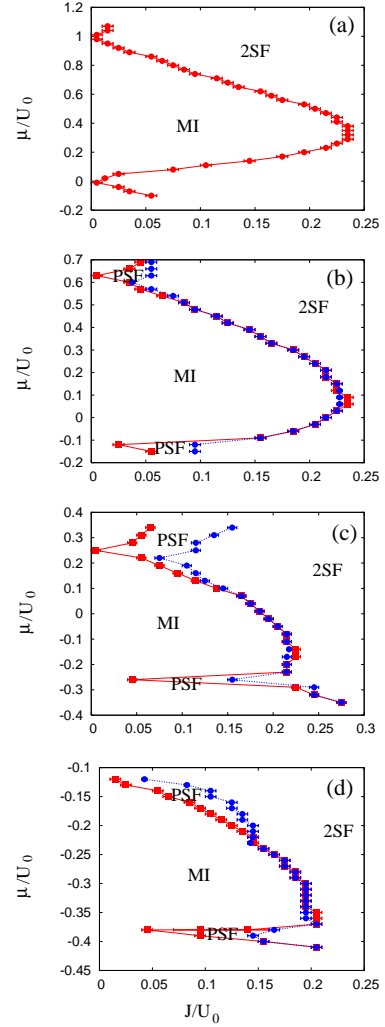 (a)
1.2
1
0.8
0.6
0.4
0.2
0
-0.2
μ/U0
2SF
MI
0 0.05 0.1 0.15 0.2 0.25
(b)
0.7
0.6
0.5
0.4
0.3
0.2
0.1
0
-0.1
-0.2
μ/U0
PSF
2SF
MI
PSF
0 0.05 0.1 0.15 0.2 0.25
(c)
0.4
0.3
0.2
0.1
0
-0.1
-0.2
-0.3
-0.4
μ/U0
PSF
2SF
MI
PSF
0 0.05 0.1 0.15 0.2 0.25 0.3
(d)
-0.1
-0.15
-0.2
-0.25
-0.3
-0.35
-0.4
-0.45
μ/U0
PSF
2SF
MI
PSF
0 0.05 0.1 0.15 0.2 0.25
J/U0